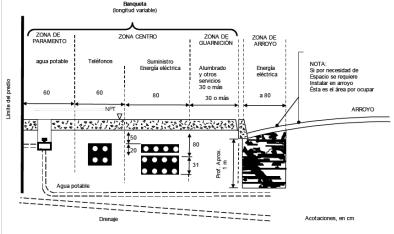 Banqueta
(longitud variable)
ZONA DE
PARAMENTO
ZONA CENTRO
ZONA DE
GUARNICIÓN
ZONA DE
ARROYO
agua potable
Teléfonos
Suministro
Energía eléctrica
Alumbrado
y otros
servicios
30 o más
Energía
eléctrica
NOTA:
Si por necesidad de
Espacio se requiere
Instalar en arroyo
Ésta es el área por ocupar
60
60
80
30 o más
a 80
Límite del predio
NPT.
ARROYO
50
20
80
31
Prof. Aprox.
1 m
Agua potable
Drenaje
Acotaciones, en cm